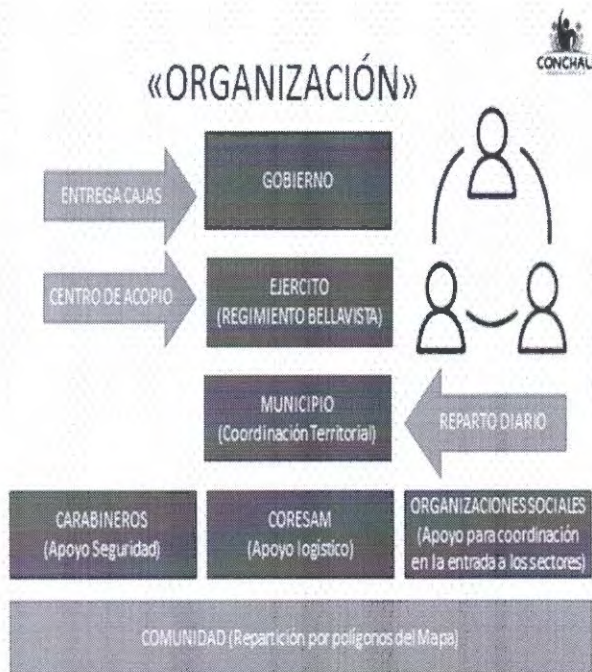 CONCHALÍ
«ORGANIZACIÓN»
ENTREGA CAJAS
GOBIERNO
CENTRO DE ACOPIO
EJERCITO
(REGIMIENTO BELLAVISTA)
MUNICIPIO
(Coordinación Territorial)
REPARTO DIARIO
CARABINEROS
(Apoyo Seguridad)
CORESAM
(Apoyo logístico)
ORGANIZACIONES SOCIALES
(Apoyo para coordinación
en la entrada a los sectores)
COMUNIDAD (Repartición por polígonos del Mapa)